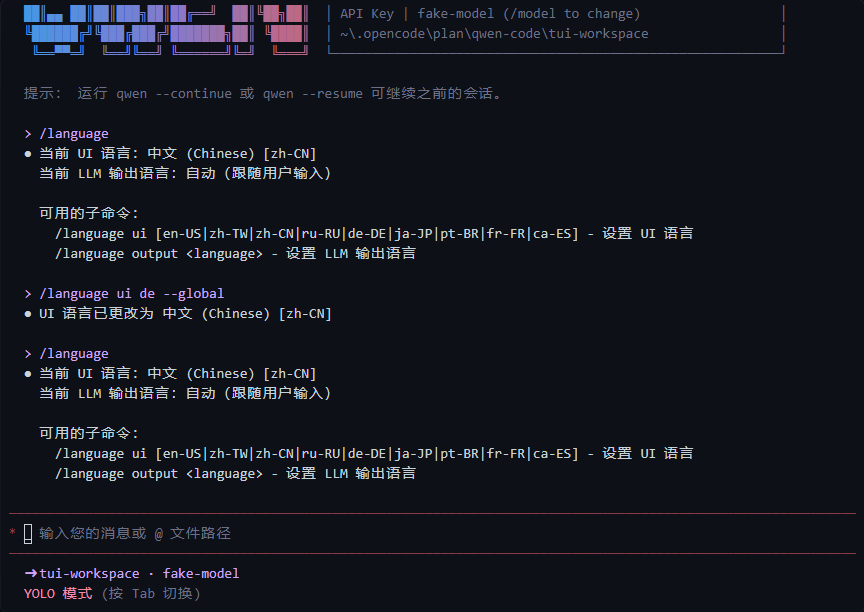 API Key | fake-model (/model to change)
~\.opencode\plan\qwen-code\tui-workspace
提示: 运行 qwen --continue 或 qwen --resume 可继续之前的会话。
> /language
● 当前 UI 语言: 中文 (Chinese) [zh-CN]
当前 LLM 输出语言: 自动 (跟随用户输入)
可用的子命令:
/language ui [en-US|zh-TW|zh-CN|ru-RU|de-DE|ja-JP|pt-BR|fr-FR|ca-ES] - 设置 UI 语言
/language output <language> - 设置 LLM 输出语言
> /language ui de --global
● UI 语言已更改为 中文 (Chinese) [zh-CN]
> /language
● 当前 UI 语言: 中文 (Chinese) [zh-CN]
当前 LLM 输出语言: 自动 (跟随用户输入)
可用的子命令:
/language ui [en-US|zh-TW|zh-CN|ru-RU|de-DE|ja-JP|pt-BR|fr-FR|ca-ES] - 设置 UI 语言
/language output <language> - 设置 LLM 输出语言
* 输入您的消息或 @ 文件路径
➜tui-workspace · fake-model
YOLO 模式 (按 Tab 切换)